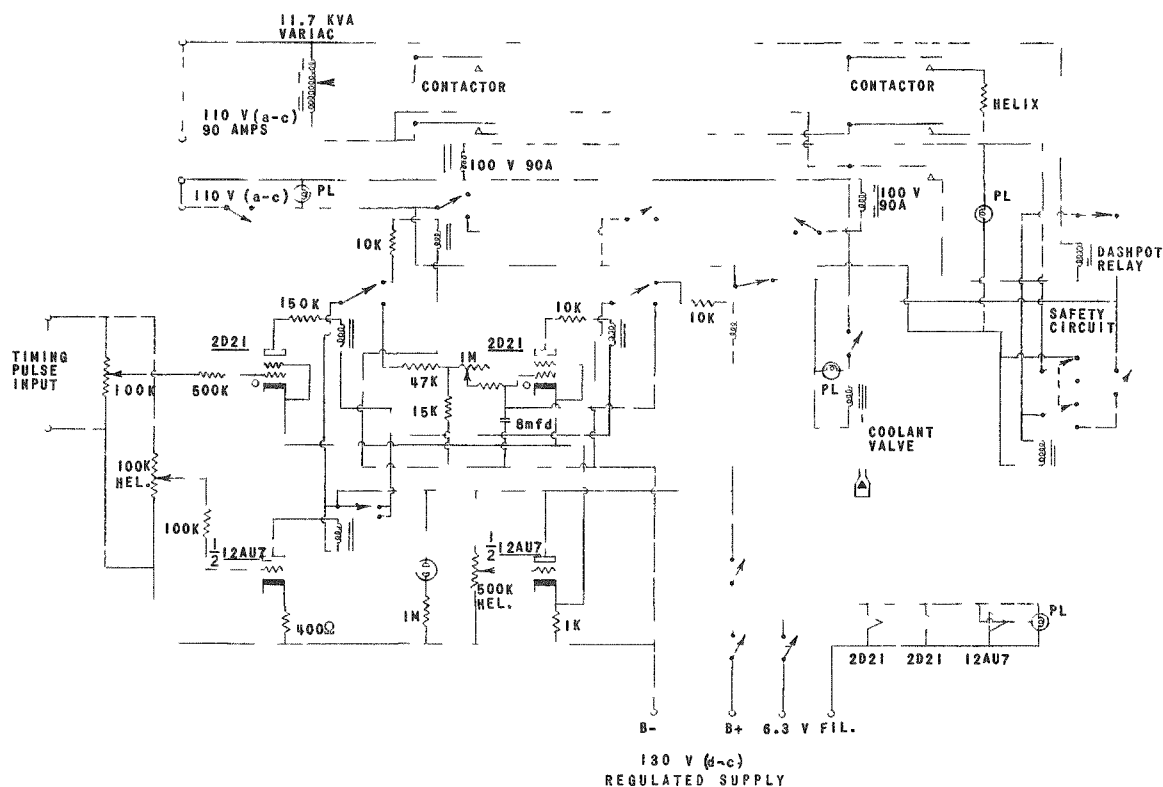 11.7 KVA
VARIAC
CONTACTOR
CONTACTOR
HELIX
110 V (a-c)
90 AMPS
100 V 90A
110 V (a-c)
PL
100 V
90A
PL
10K
DASHPOT
RELAY
150K
10K
10K
SAFETY
CIRCUIT
TIMING
PULSE
INPUT
2D21
1M
2D21
100K
500K
47K
PL
15K
8mfd
COOLANT
VALVE
100K
HEL.
100K
1/2 12AU7
1/2 12AU7
500K
HEL.
400Ω
1M
1K
PL
2D21
2D21
12AU7
B-
B+
6.3 V FIL.
130 V (d-c)
REGULATED SUPPLY